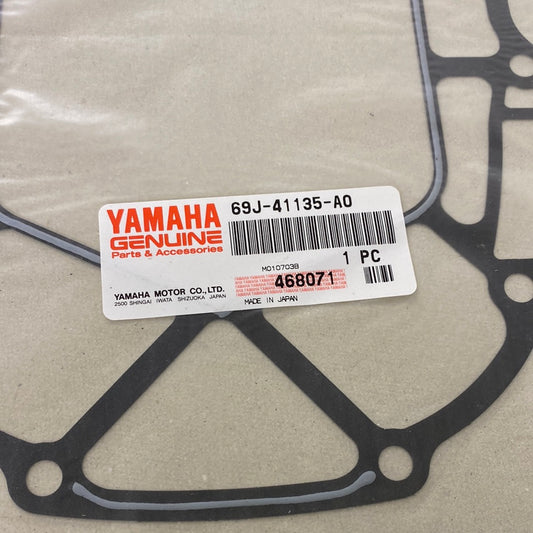 YAMAHA
GENUINE
Parts & Accessories
69J-41135-A0
M010703B
1 PC
468071
YAMAHA MOTOR CO., LTD.
2500 SHINGAI IWATA SHIZUOKA JAPAN
MADE IN JAPAN